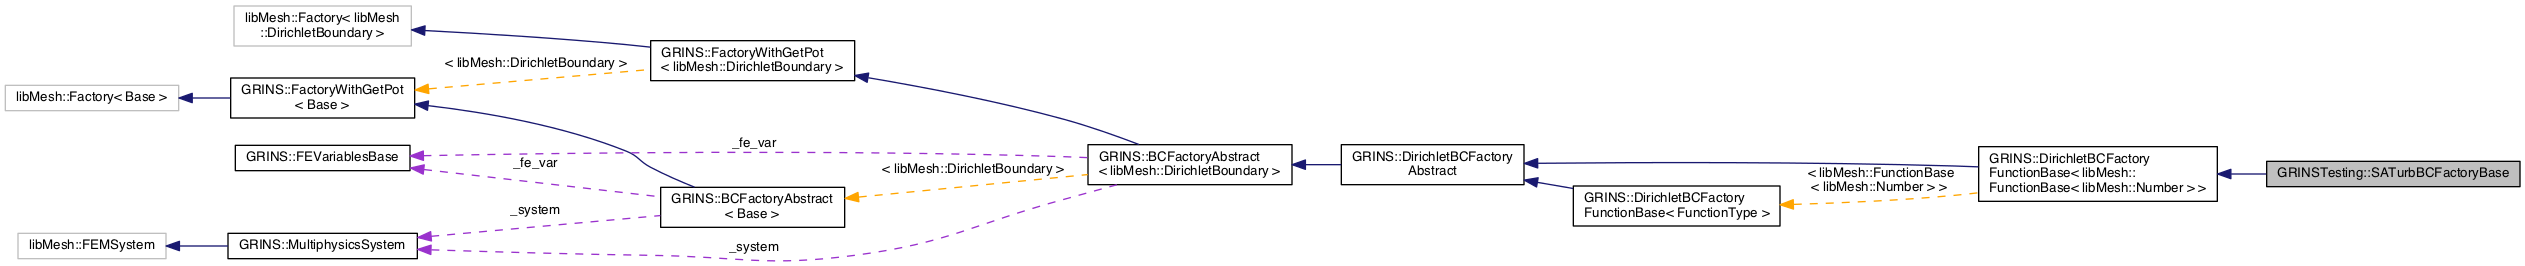 libMesh::Factory< libMesh
::DirichletBoundary >
libMesh::Factory< Base >
GRINS::FactoryWithGetPot
< Base >
GRINS::FEVariablesBase
libMesh::FEMSystem
GRINS::MultiphysicsSystem
< libMesh::DirichletBoundary >
_fe_var
_system
GRINS::FactoryWithGetPot
< libMesh::DirichletBoundary >
_fe_var
GRINS::BCFactoryAbstract
< Base >
_system
< libMesh::DirichletBoundary >
GRINS::BCFactoryAbstract
< libMesh::DirichletBoundary >
GRINS::DirichletBCFactory
Abstract
GRINS::DirichletBCFactory
FunctionBase< FunctionType >
< libMesh::FunctionBase
< libMesh::Number > >
GRINS::DirichletBCFactory
FunctionBase< libMesh::
FunctionBase< libMesh::Number > >
GRINSTesting::SATurbBCFactoryBase